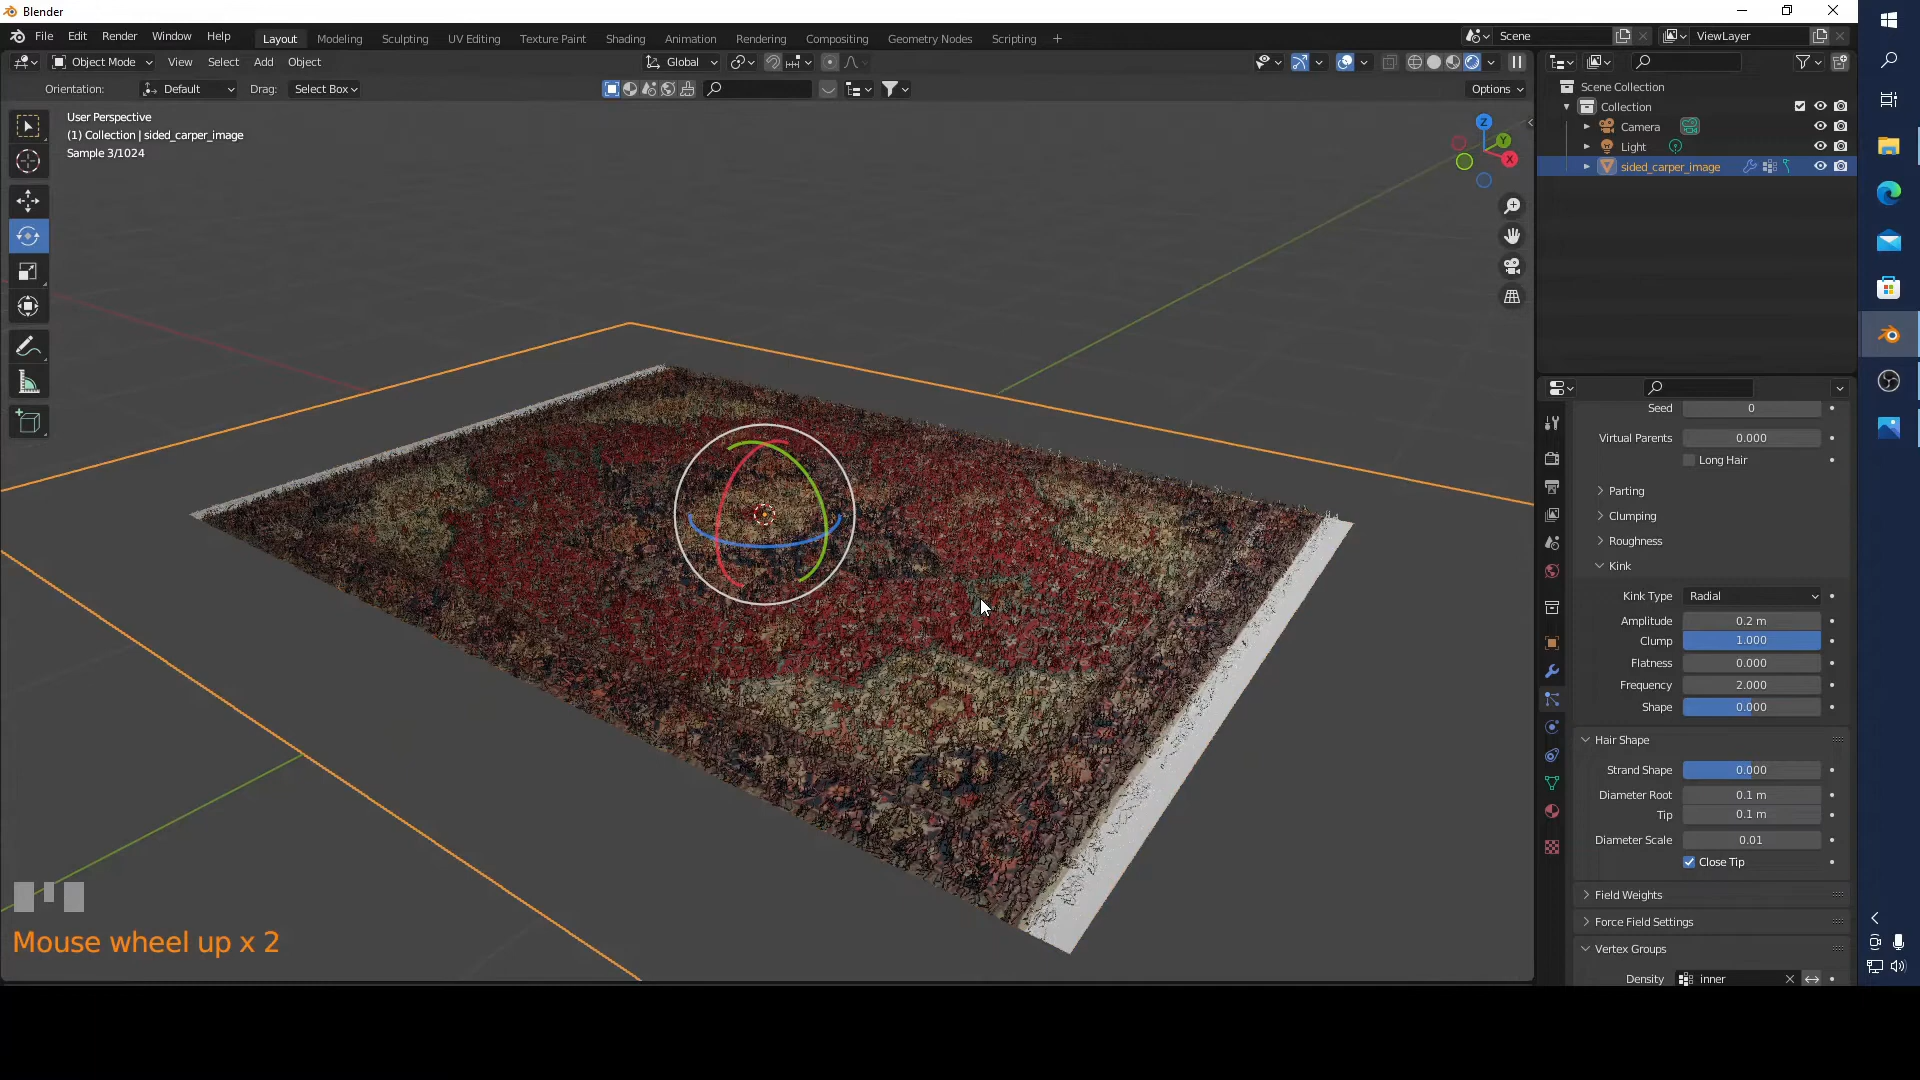 Blender
File Edit Render Window Help
Layout Modeling Sculpting UV Editing Texture Paint Shading Animation Rendering Compositing Geometry Nodes Scripting +
Scene
ViewLayer
Object Mode View Select Add Object
Global
Orientation: Default Drag: Select Box
Options
User Perspective
(1) Collection | sided_carper_image
Sample 3/1024
Z
Y
X
Scene Collection
Collection
Camera
Light
sided_carper_image
Seed 0
Virtual Parents 0.000
Long Hair
Parting
Clumping
Roughness
Kink
Kink Type Radial
Amplitude 0.2 m
Clump 1.000
Flatness 0.000
Frequency 2.000
Shape 0.000
Hair Shape
Strand Shape 0.000
Diameter Root 0.1 m
Tip 0.1 m
Diameter Scale 0.01
Close Tip
Field Weights
Force Field Settings
Vertex Groups
Density inner
Mouse wheel up x 2